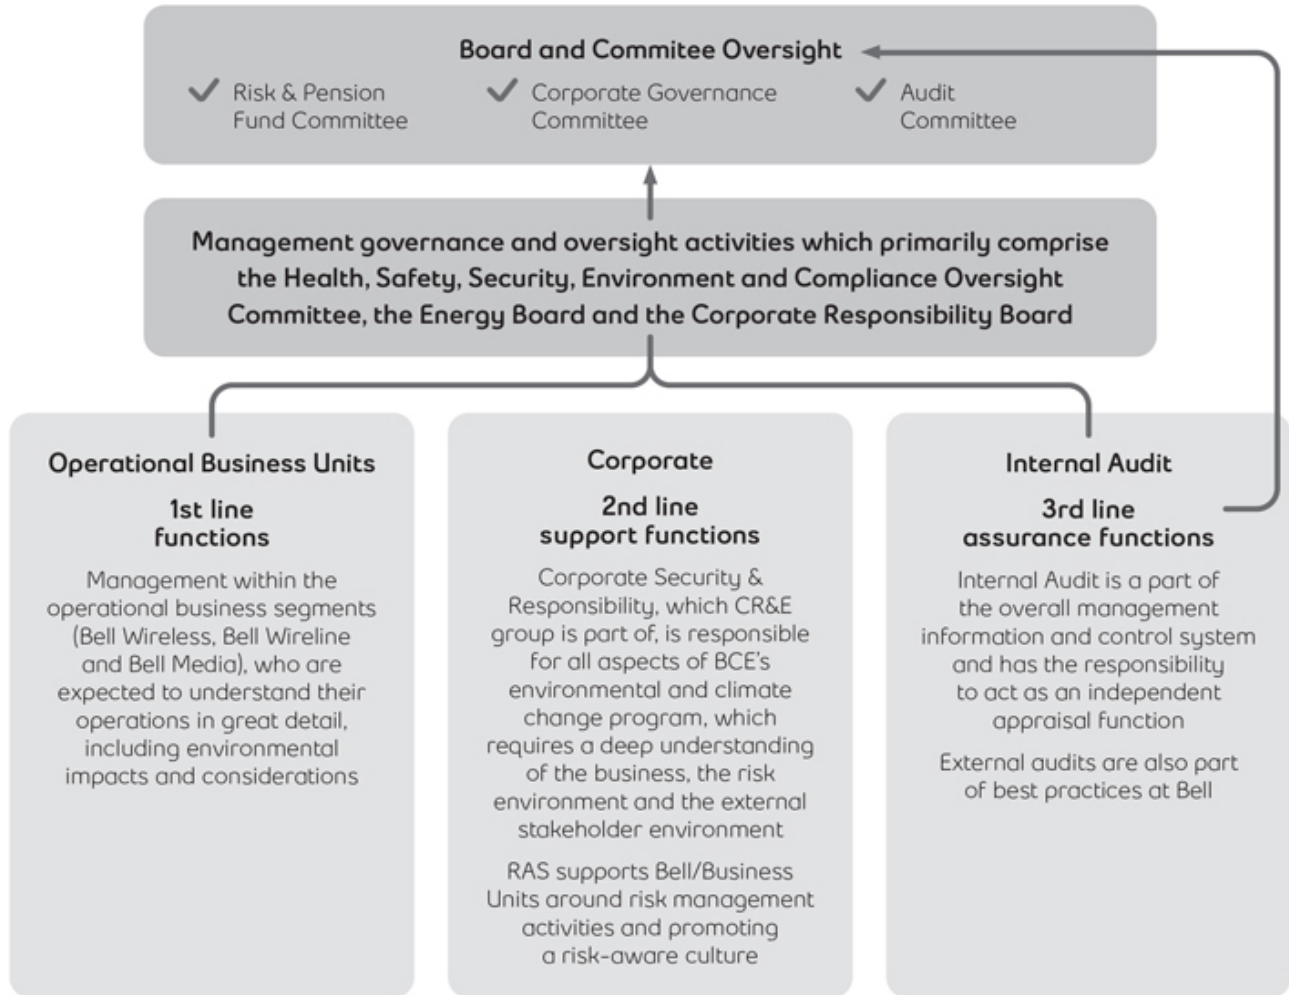 Board and Commitee Oversight
Risk & Pension
Fund Committee
Corporate Governance
Committee
Audit
Committee
Management governance and oversight activities which primarily comprise
the Health, Safety, Security, Environment and Compliance Oversight
Committee, the Energy Board and the Corporate Responsibility Board
Operational Business Units
1st line
functions
Management within the
operational business segments
(Bell Wireless, Bell Wireline
and Bell Media), who are
expected to understand their
operations in great detail,
including environmental
impacts and considerations
Corporate
2nd line
support functions
Corporate Security &
Responsibility, which CR&E
group is part of, is responsible
for all aspects of BCE's
environmental and climate
change program, which
requires a deep understanding
of the business, the risk
environment and the external
stakeholder environment
RAS supports Bell/Business
Units around risk management
activities and promoting
a risk-aware culture
Internal Audit
3rd line
assurance functions
Internal Audit is a part of
the overall management
information and control system
and has the responsibility
to act as an independent
appraisal function
External audits are also part
of best practices at Bell